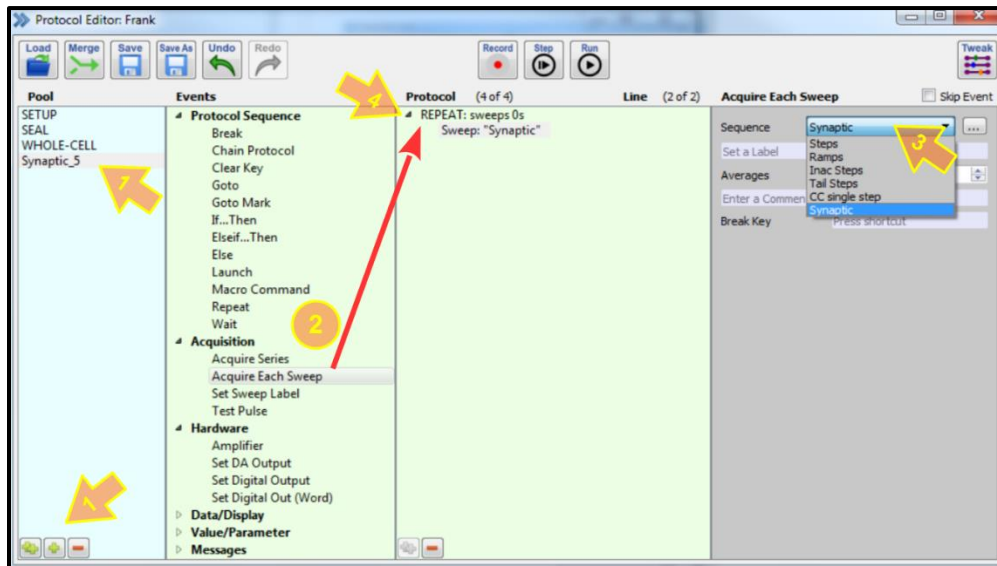 Protocol Editor: Frank
Load Merge Save Save As Undo Redo Record Step Run Tweak
Pool Events Protocol (4 of 4) Line (2 of 2) Acquire Each Sweep Skip Event
SETUP
SEAL
WHOLE-CELL
Synaptic_5
1
1
Protocol Sequence
Break
Chain Protocol
Clear Key
Goto
Goto Mark
If...Then
Elseif...Then
Else
Launch
Macro Command
Repeat
Wait
2
Acquisition
Acquire Series
Acquire Each Sweep
Set Sweep Label
Test Pulse
Hardware
Amplifier
Set DA Output
Set Digital Output
Set Digital Out (Word)
Data/Display
Value/Parameter
Messages
4
REPEAT: sweeps 0s
Sweep: "Synaptic"
Sequence Synaptic ...
3
Set a Label
Averages
Enter a Commen
Break Key Press shortcut
Steps
Ramps
Inac Steps
Tail Steps
CC single step
Synaptic